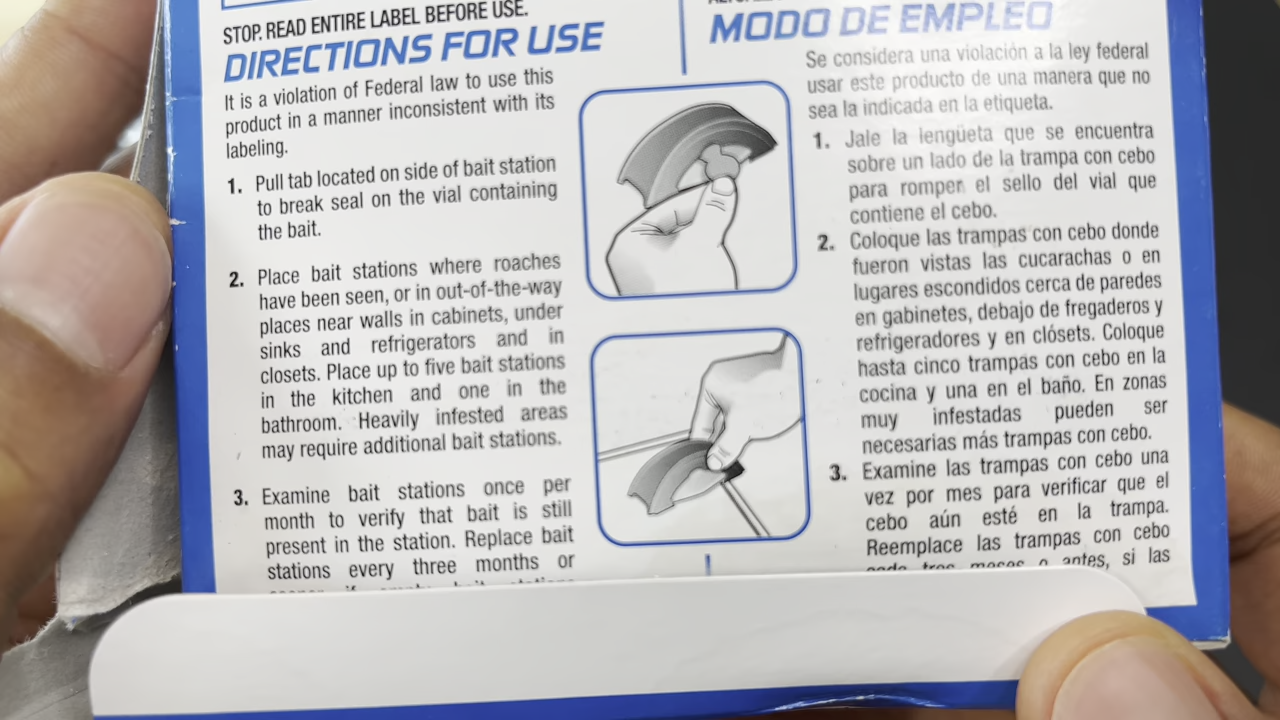 STOP. READ ENTIRE LABEL BEFORE USE.
DIRECTIONS FOR USE
It is a violation of Federal law to use this
product in a manner inconsistent with its
labeling.
1. Pull tab located on side of bait station
to break seal on the vial containing
the bait.
2. Place bait stations where roaches
have been seen, or in out-of-the-way
places near walls in cabinets, under
sinks and refrigerators and in
closets. Place up to five bait stations
in the kitchen and one in the
bathroom. Heavily infested areas
may require additional bait stations.
3. Examine bait stations once per
month to verify that bait is still
present in the station. Replace bait
stations every three months or
MODO DE EMPLEO
Se considera una violación a la ley federal
usar este producto de una manera que no
sea la indicada en la etiqueta.
1. Jale la lengüeta que se encuentra
sobre un lado de la trampa con cebo
para romper el sello del vial que
contiene el cebo.
2. Coloque las trampas con cebo donde
fueron vistas las cucarachas o en
lugares escondidos cerca de paredes
en gabinetes, debajo de fregaderos y
refrigeradores y en clósets. Coloque
hasta cinco trampas con cebo en la
cocina y una en el baño. En zonas
muy infestadas pueden ser
necesarias más trampas con cebo.
3. Examine las trampas con cebo una
vez por mes para verificar que el
cebo aún esté en la trampa.
Reemplace las trampas con cebo
cada tres meses o antes, si las